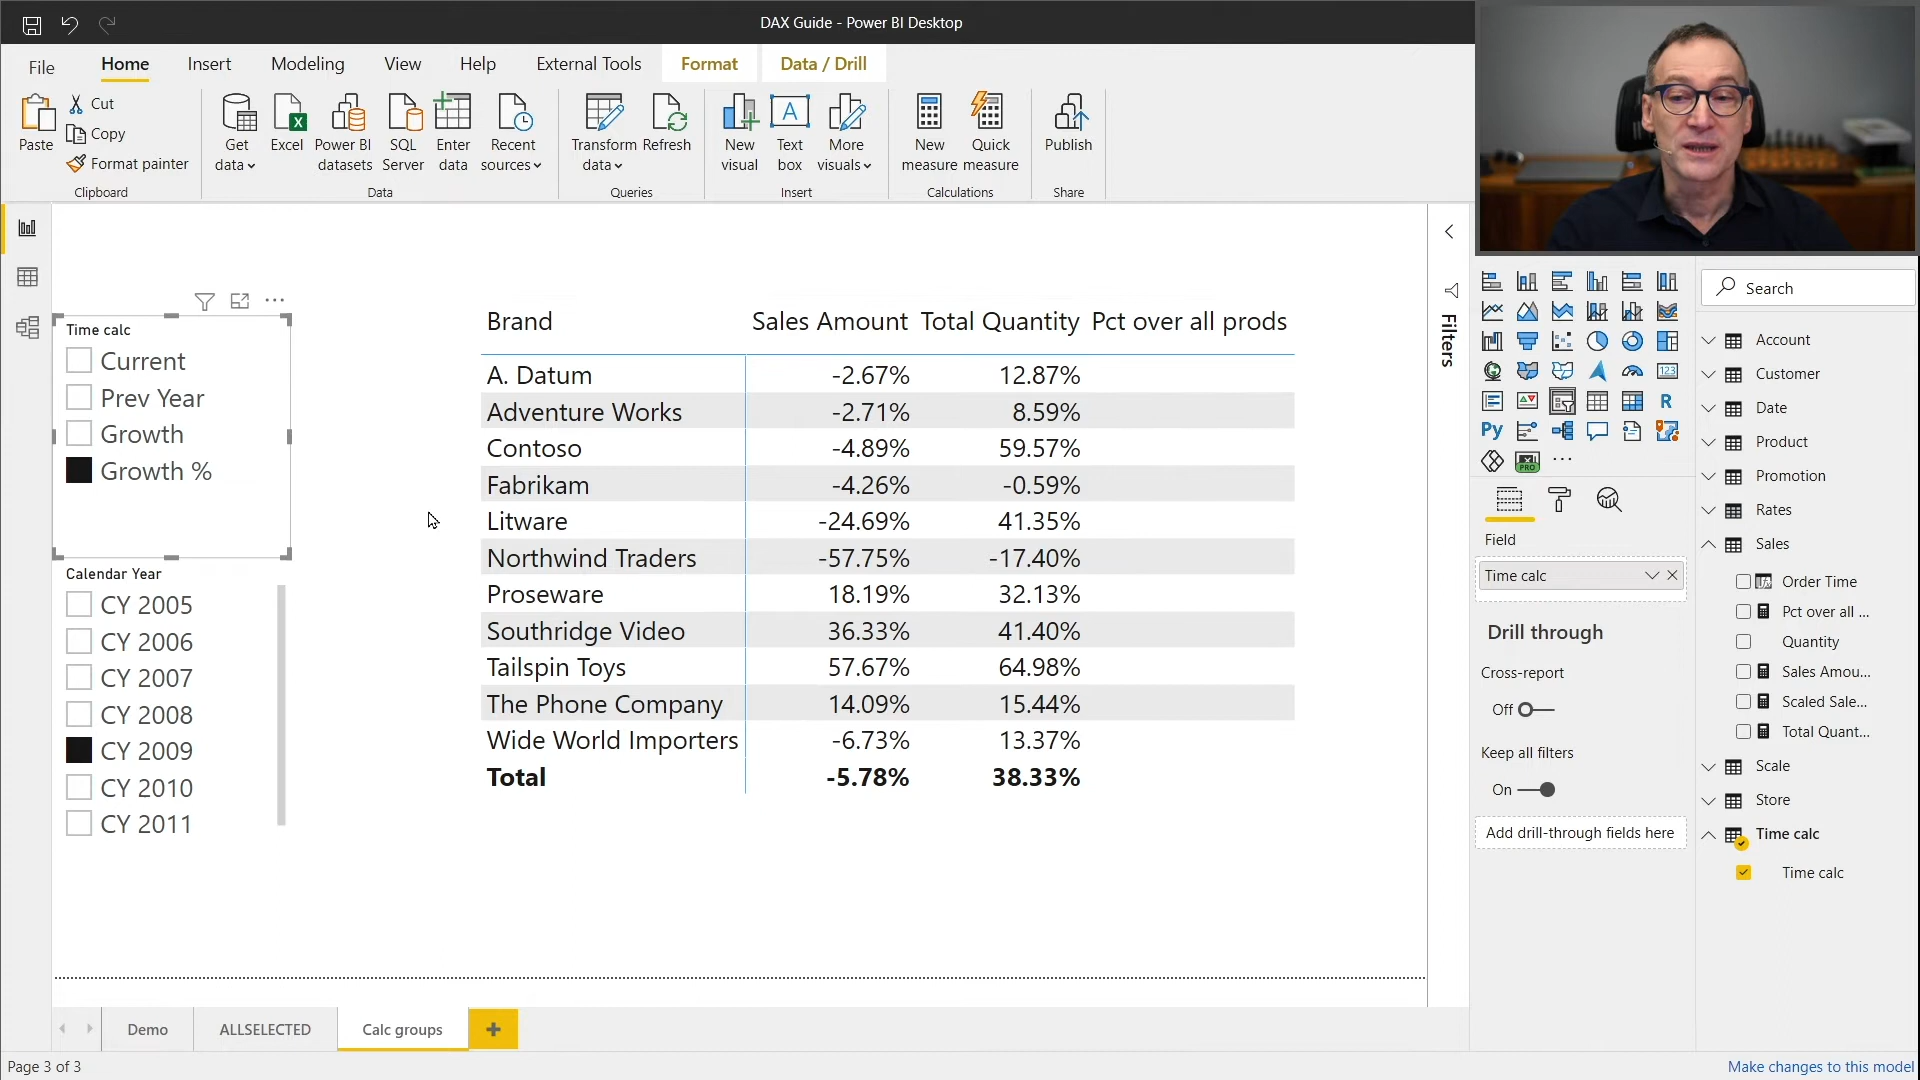 DAX Guide - Power BI Desktop
File Home Insert Modeling View Help External Tools Format Data / Drill
Paste
Cut
Copy
Format painter
Clipboard
Get data
Excel
Power BI datasets
SQL Server
Enter data
Recent sources
Data
Transform data
Refresh
Queries
New visual
A
Text box
More visuals
Insert
New measure
Quick measure
Calculations
Publish
Share
Time calc
Current
Prev Year
Growth
Growth %
Calendar Year
CY 2005
CY 2006
CY 2007
CY 2008
CY 2009
CY 2010
CY 2011
Brand Sales Amount Total Quantity Pct over all prods
A. Datum -2.67% 12.87%
Adventure Works -2.71% 8.59%
Contoso -4.89% 59.57%
Fabrikam -4.26% -0.59%
Litware -24.69% 41.35%
Northwind Traders -57.75% -17.40%
Proseware 18.19% 32.13%
Southridge Video 36.33% 41.40%
Tailspin Toys 57.67% 64.98%
The Phone Company 14.09% 15.44%
Wide World Importers -6.73% 13.37%
Total -5.78% 38.33%
Filters
123
R
Py
PRO
Field
Time calc
Drill through
Cross-report
Off
Keep all filters
On
Add drill-through fields here
Search
Account
Customer
Date
Product
Promotion
Rates
Sales
Order Time
Pct over all ...
Quantity
Sales Amou...
Scaled Sale...
Total Quant...
Scale
Store
Time calc
Time calc
Demo ALLSELECTED Calc groups
Page 3 of 3
Make changes to this model